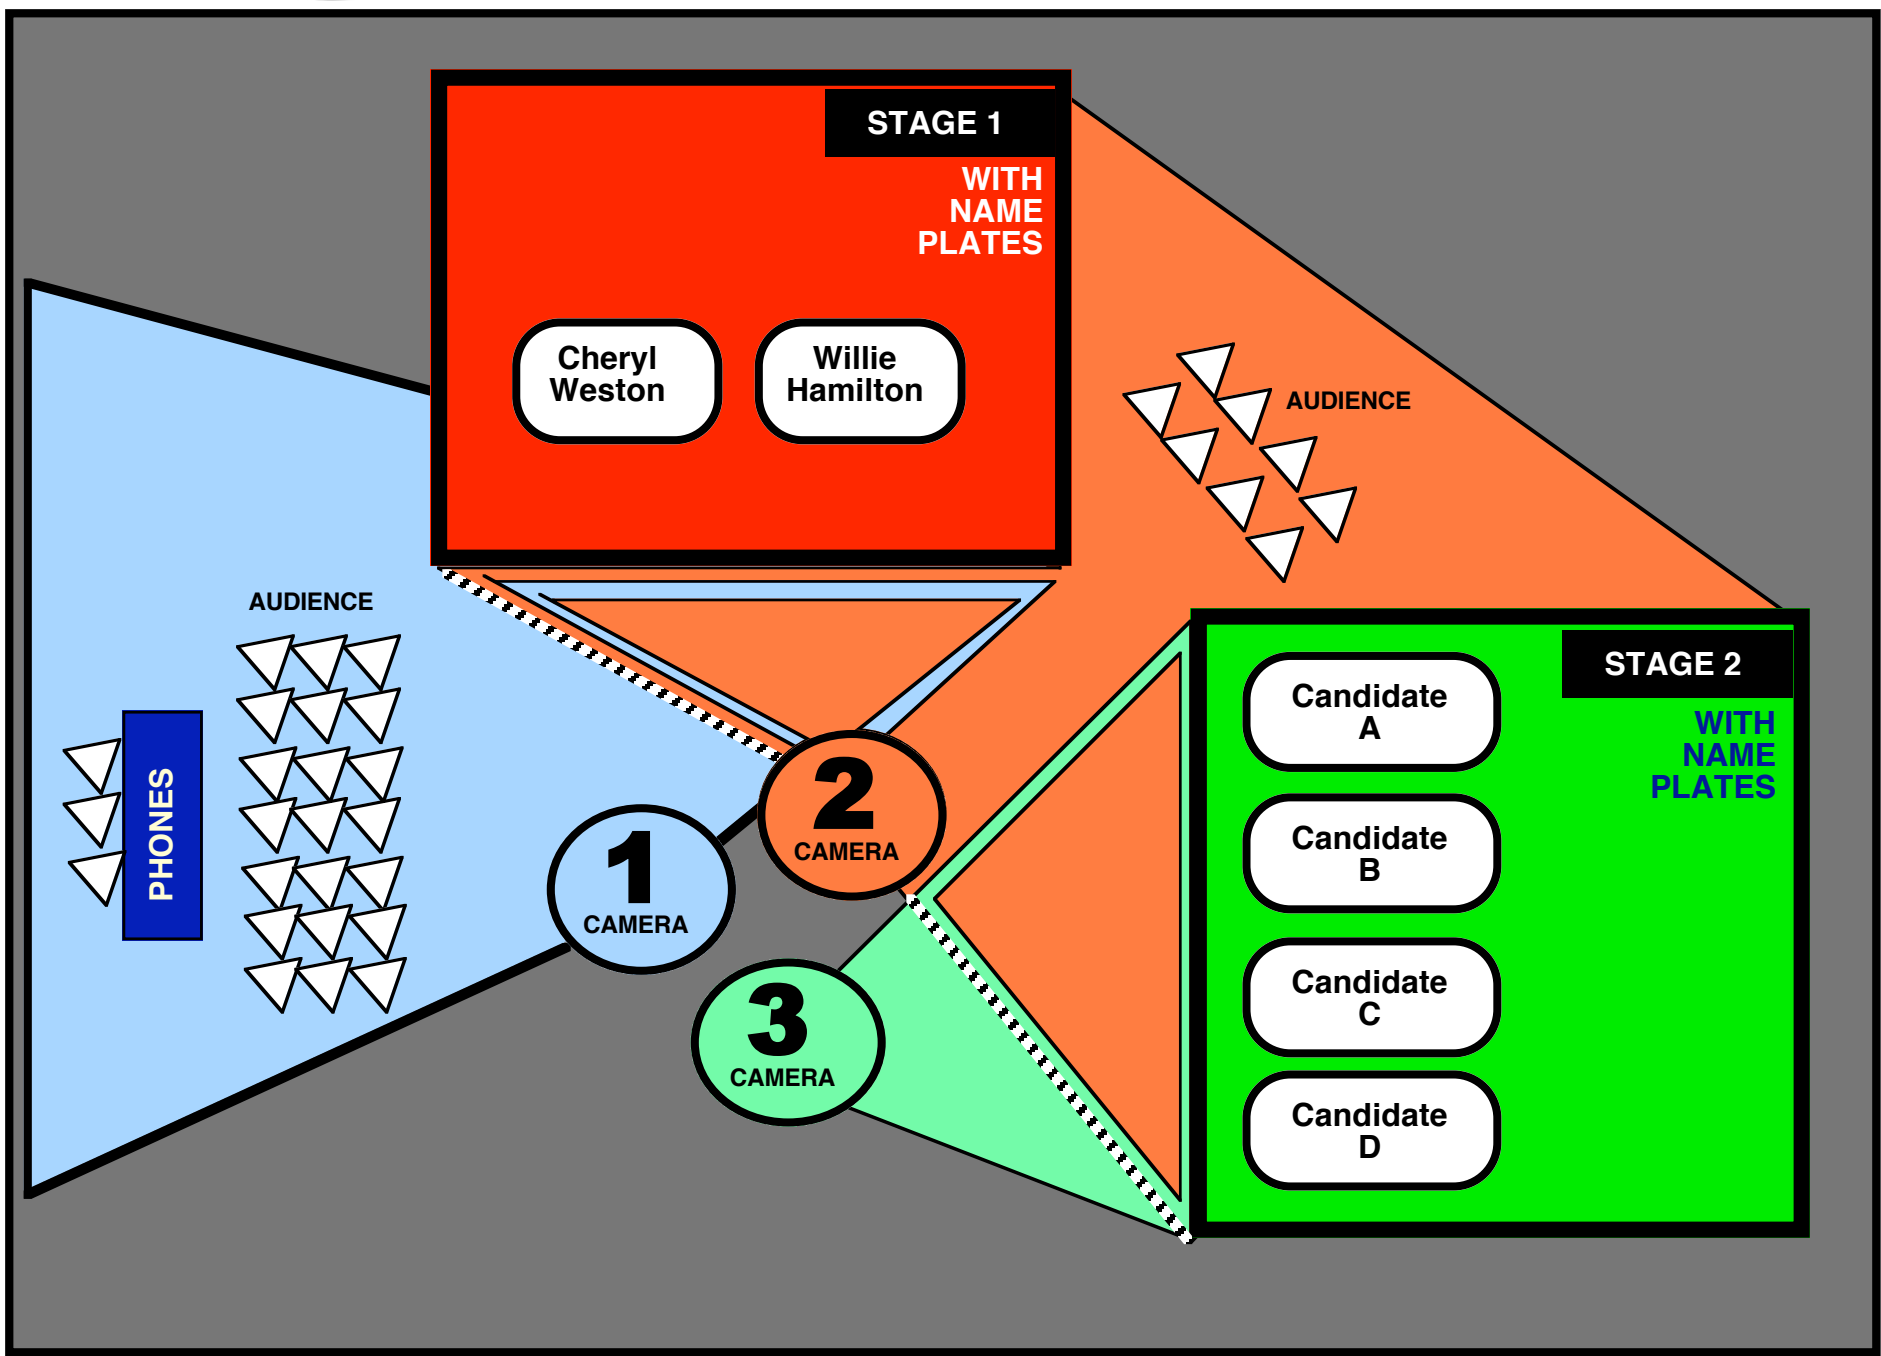 STAGE 1
WITH
NAME
PLATES
Cheryl
Weston
Willie
Hamilton
AUDIENCE
AUDIENCE
PHONES
STAGE 2
WITH
NAME
PLATES
Candidate
A
Candidate
B
Candidate
C
Candidate
D
2
CAMERA
1
CAMERA
3
CAMERA